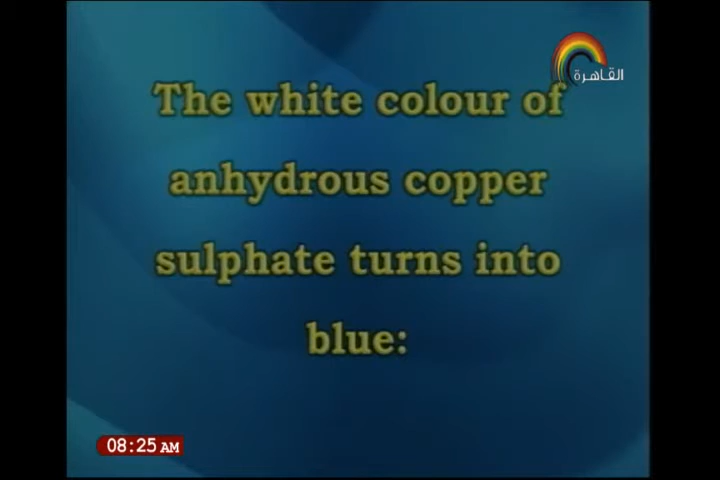 القاهرة
The white colour of
anhydrous copper
sulphate turns into
blue:
08:25 AM